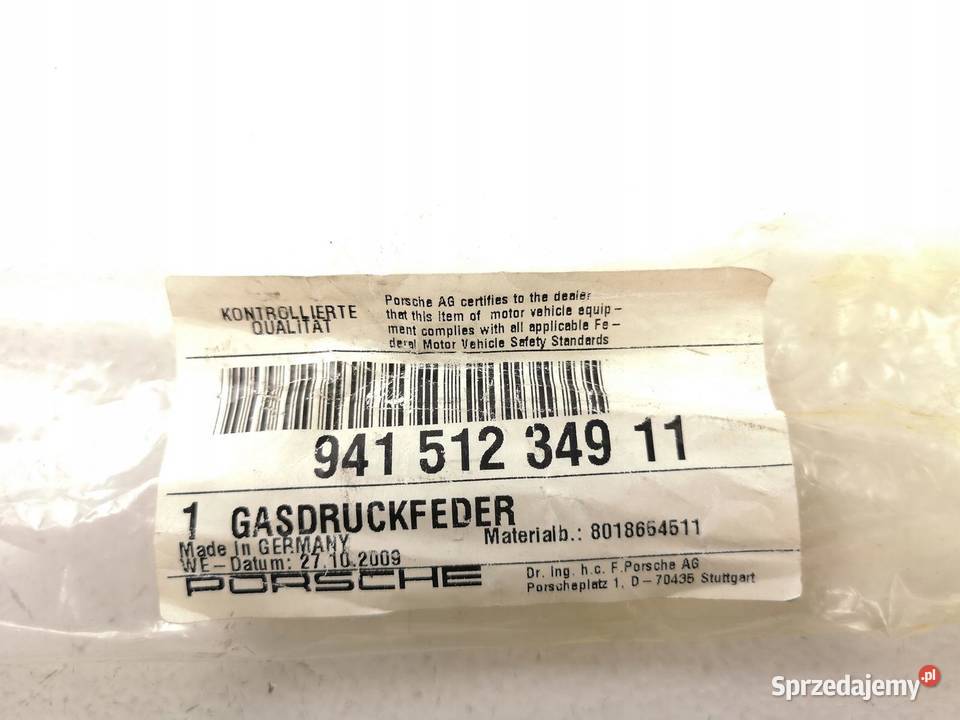 KONTROLLIERTE
QUALITÄT
Porsche AG certifies to the dealer
that this item of motor vehicle equip-
ment complies with all applicable Fe-
deral Motor Vehicle Safety Standards
941 512 349 11
1 GASDRUCKFEDER
Materialb.: 8018664511
Made in GERMANY
WE-Datum: 27.10.2009
PORSCHE
Dr. Ing. h.c. F.Porsche AG
Porscheplatz 1, D-70435 Stuttgart
Sprzedajemy.pl